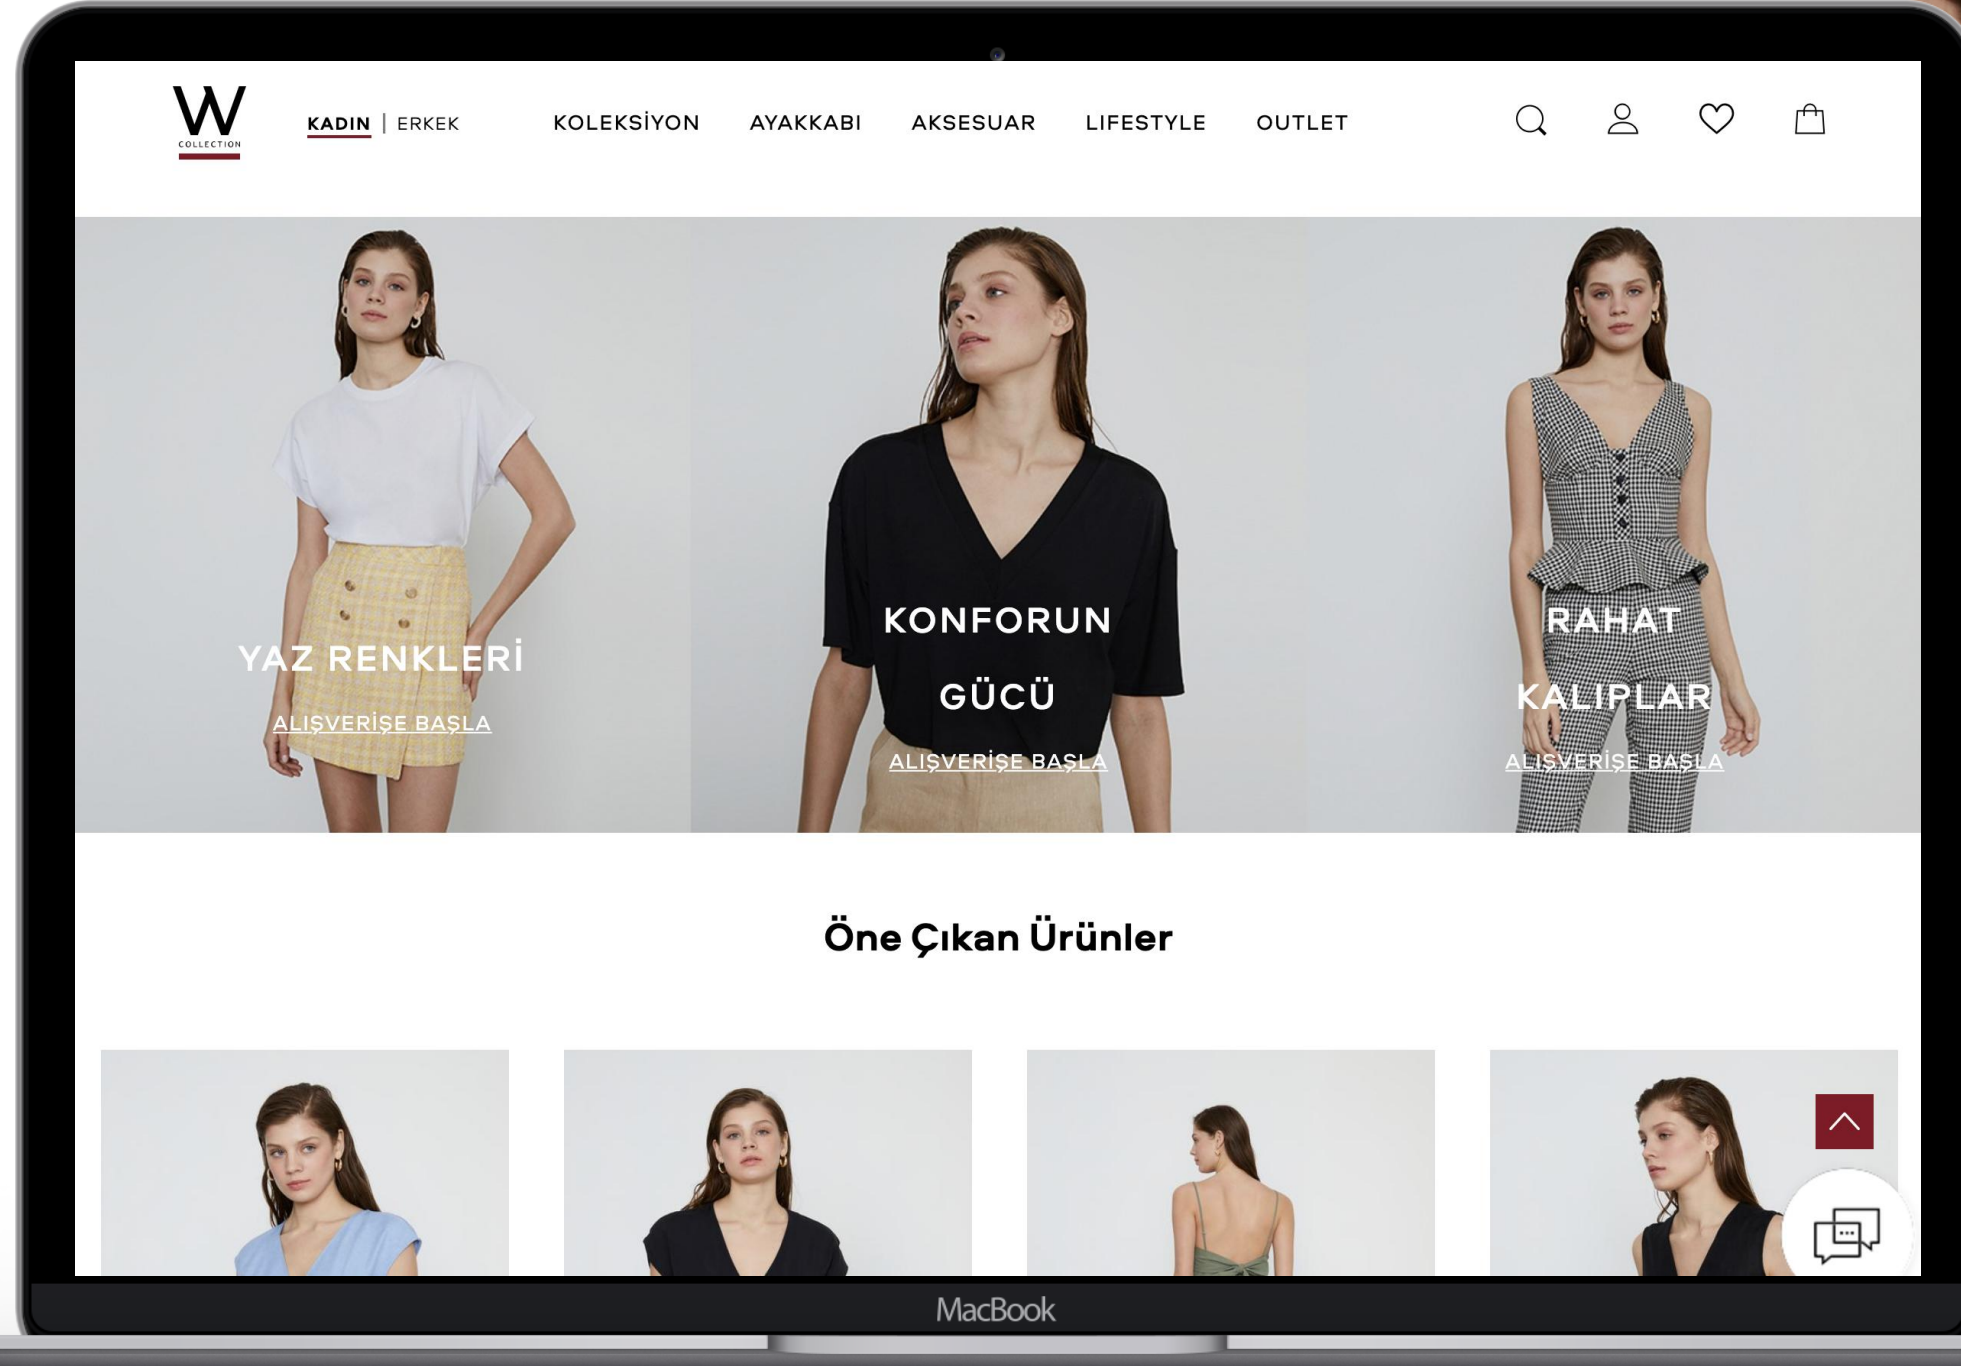 W
COLLECTION
KADIN | ERKEK
KOLEKSİYON
AYAKKABI
AKSESUAR
LIFESTYLE
OUTLET
YAZ RENKLERİ
ALIŞVERİŞE BAŞLA
KONFORUN
GÜCÜ
ALIŞVERİŞE BAŞLA
RAHAT
KALIPLAR
ALIŞVERİŞE BAŞLA
Öne Çıkan Ürünler
MacBook